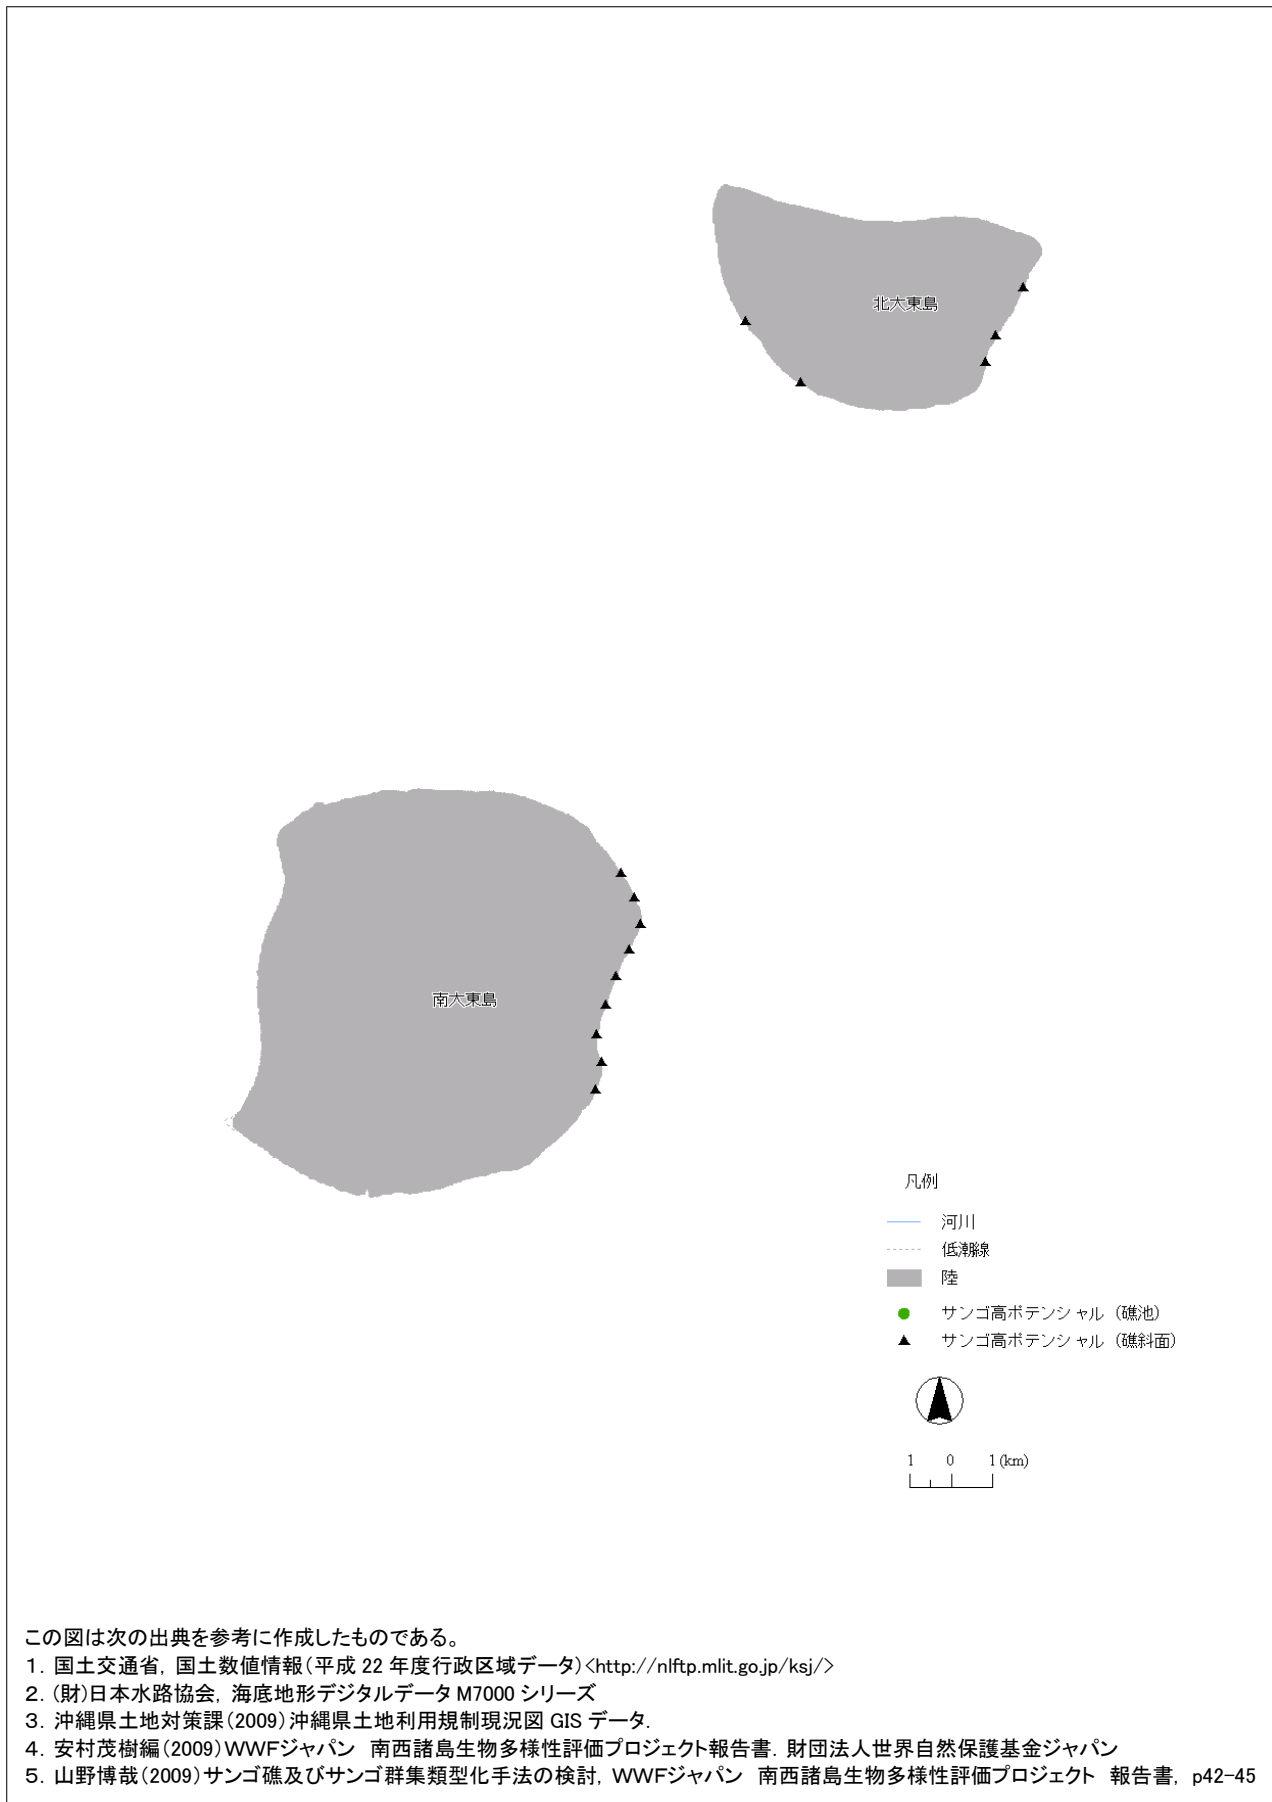 北大東島
南大東島
凡例
河川
低潮線
陸
サンゴ高ポテンシャル（礁池）
サンゴ高ポテンシャル（礁斜面）
1 0 1 (km)
この図は次の出典を参考に作成したものである。
1. 国土交通省, 国土数値情報(平成 22 年度行政区域データ)<http://nlftp.mlit.go.jp/ksj/>
2. (財)日本水路協会, 海底地形デジタルデータ M7000 シリーズ
3. 沖縄県土地対策課(2009)沖縄県土地利用規制現況図 GIS データ.
4. 安村茂樹編(2009)WWFジャパン 南西諸島生物多様性評価プロジェクト報告書. 財団法人世界自然保護基金ジャパン
5. 山野博哉(2009)サンゴ礁及びサンゴ群集類型化手法の検討, WWFジャパン 南西諸島生物多様性評価プロジェクト 報告書, p42-45